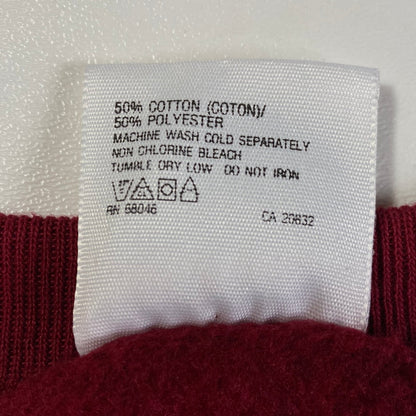 50% COTTON (COTON)/
50% POLYESTER
MACHINE WASH COLD SEPARATELY
NON CHLORINE BLEACH
TUMBLE DRY LOW DO NOT IRON
RN 68046 CA 20832